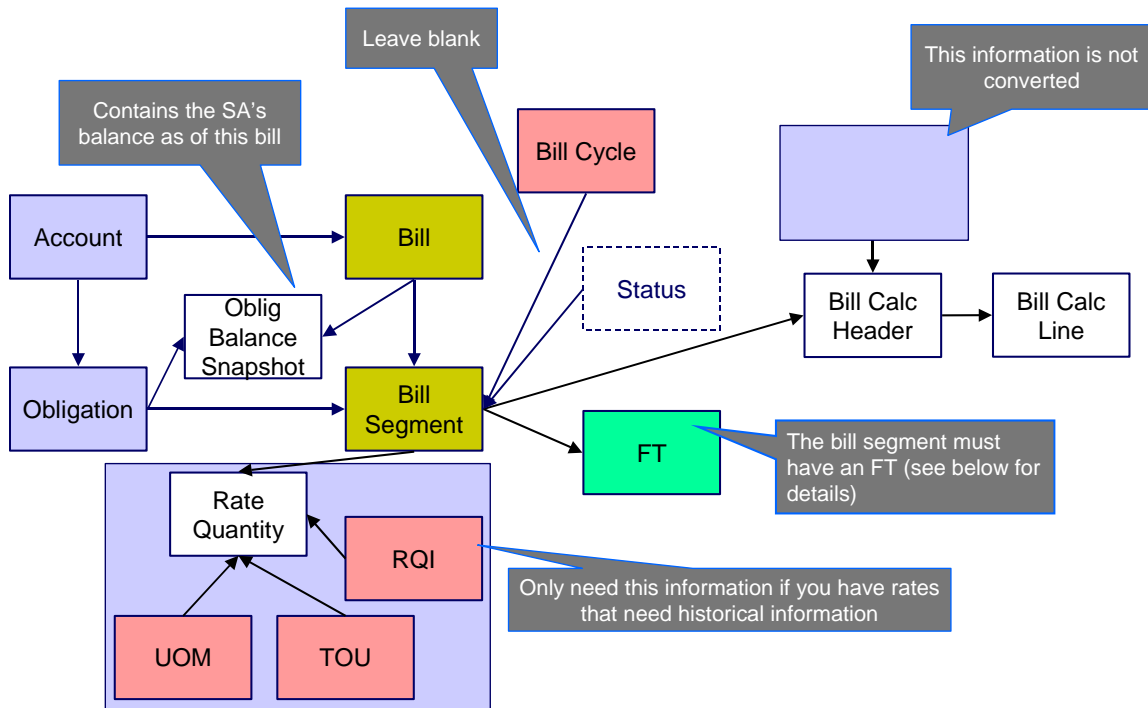 Leave blank
This information is not
converted
Contains the SA's
balance as of this bill
Bill Cycle
Account
Bill
Oblig
Balance
Snapshot
Status
Bill Calc
Header
Bill Calc
Line
Obligation
Bill
Segment
FT
The bill segment must
have an FT (see below for
details)
Rate
Quantity
RQI
Only need this information if you have rates
that need historical information
UOM
TOU